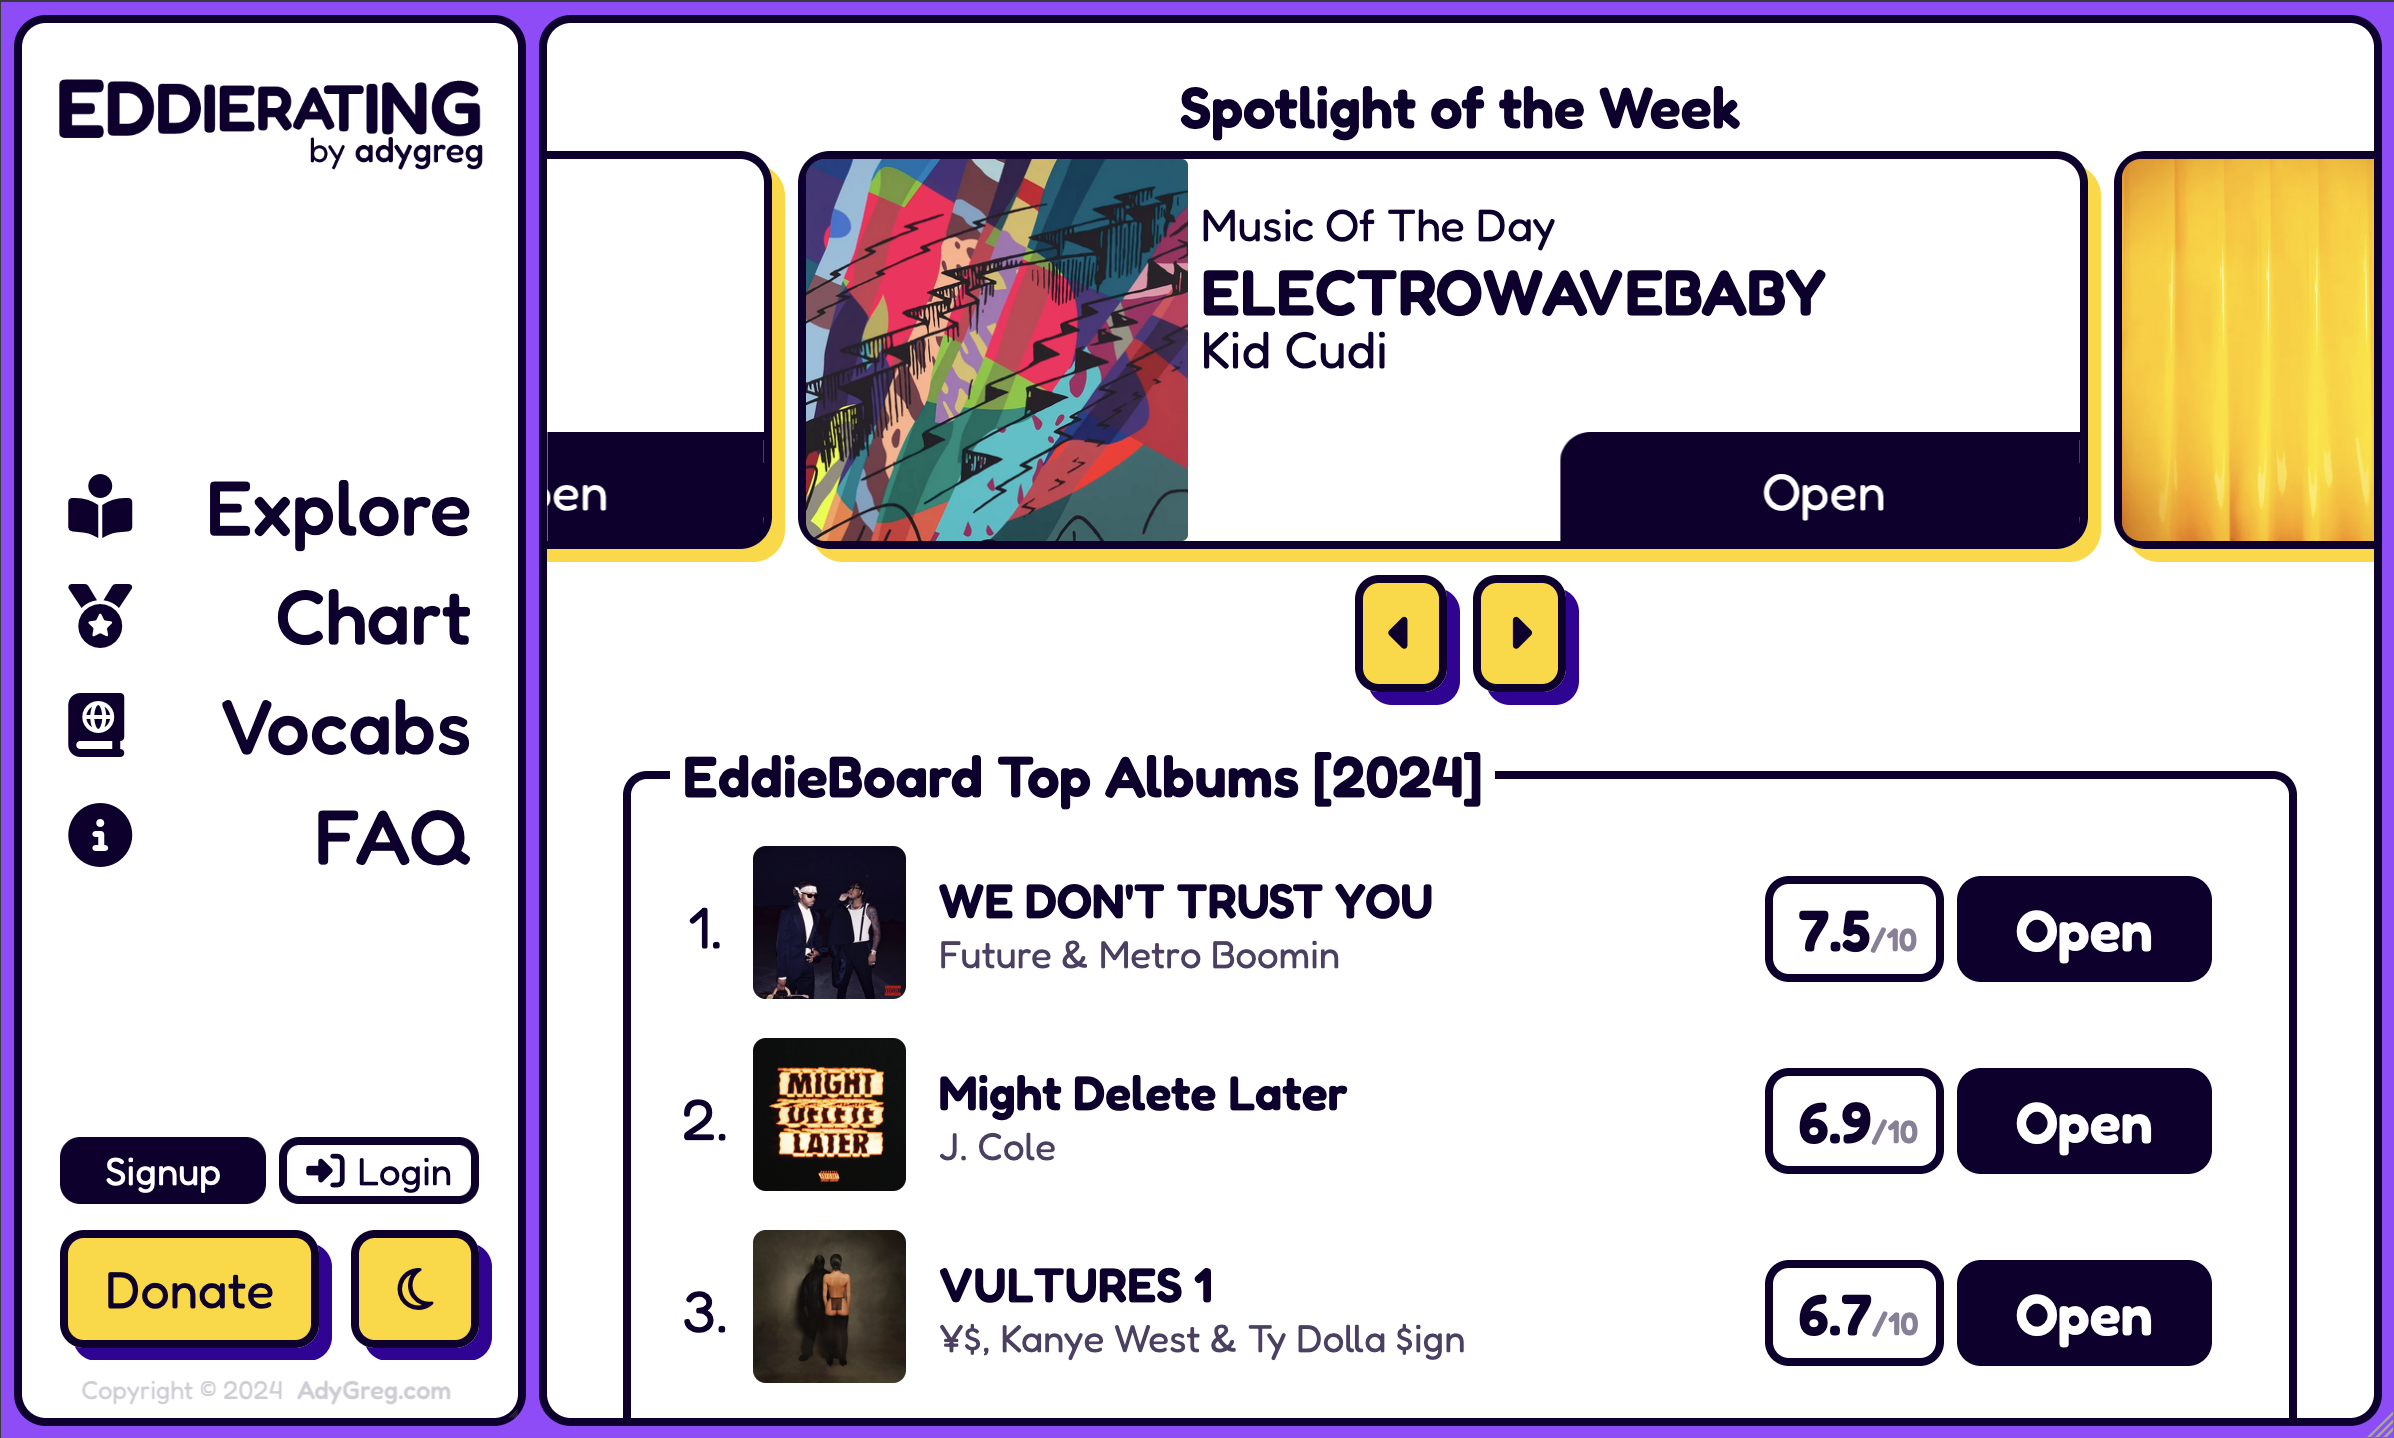 EDDIERATING
by adygreg
Explore
Chart
Vocabs
FAQ
Signup
Login
Donate
Copyright © 2024 AdyGreg.com
Spotlight of the Week
Music Of The Day
ELECTROWAVEBABY
Kid Cudi
Open
EddieBoard Top Albums [2024]
1.
WE DON'T TRUST YOU
Future & Metro Boomin
7.5/10
Open
2.
MIGHT
DELETE
LATER
Might Delete Later
J. Cole
6.9/10
Open
3.
VULTURES 1
¥$, Kanye West & Ty Dolla $ign
6.7/10
Open